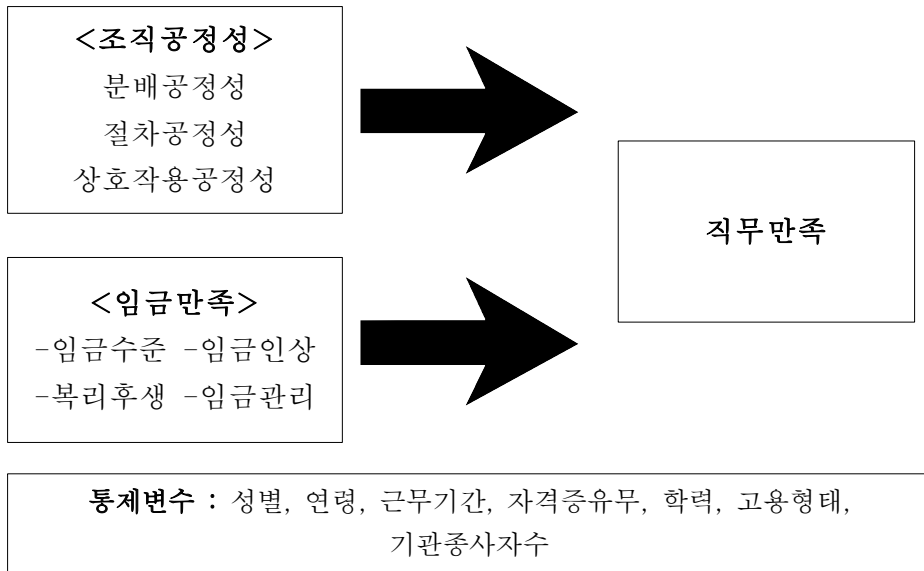 <조직공정성>
분배공정성
절차공정성
상호작용공정성
직무만족
<임금만족>
-임금수준 -임금인상
-복리후생 -임금관리
통제변수 : 성별, 연령, 근무기간, 자격증유무, 학력, 고용형태,
기관종사자수